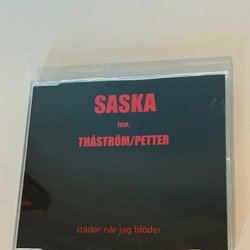 SASKA
feat.
THÅSTRÖM/PETTER
städer när jag blöder